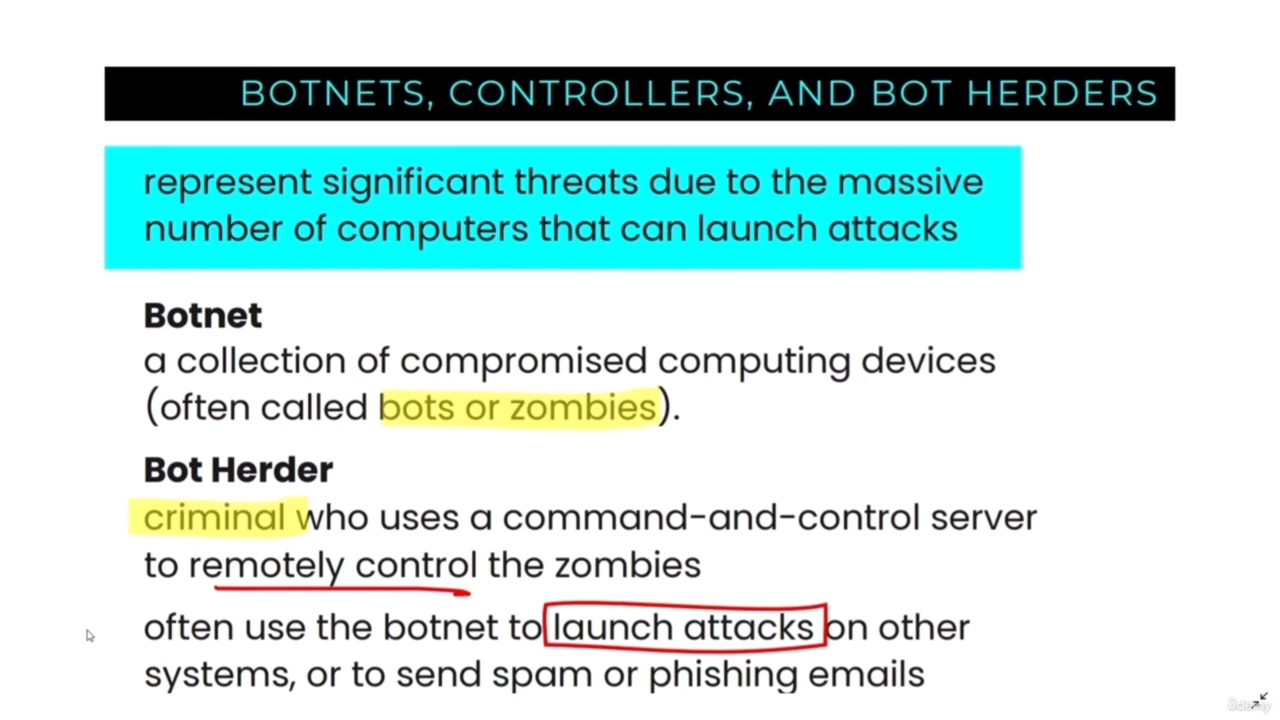 BOTNETS, CONTROLLERS, AND BOT HERDERS
represent significant threats due to the massive
number of computers that can launch attacks
Botnet
a collection of compromised computing devices
(often called bots or zombies).
Bot Herder
criminal who uses a command-and-control server
to remotely control the zombies
often use the botnet to launch attacks on other
systems, or to send spam or phishing emails
ûdemy